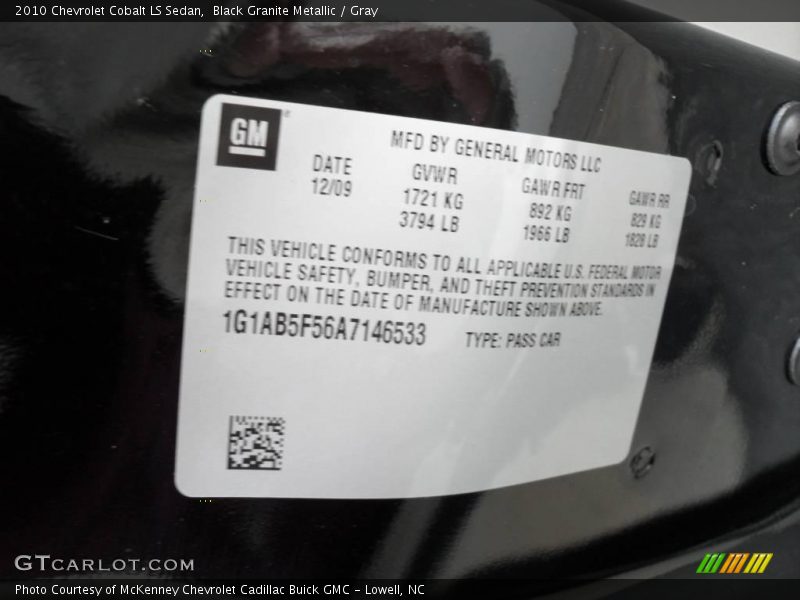 2010 Chevrolet Cobalt LS Sedan,  Black Granite Metallic / Gray
GM
MFD BY GENERAL MOTORS LLC
DATE GVWR GAWR FRT GAWR RR
12/09 1721 KG 892 KG 829 KG
3794 LB 1966 LB 1828 LB
THIS VEHICLE CONFORMS TO ALL APPLICABLE U.S. FEDERAL MOTOR
VEHICLE SAFETY, BUMPER, AND THEFT PREVENTION STANDARDS IN
EFFECT ON THE DATE OF MANUFACTURE SHOWN ABOVE.
1G1AB5F56A7146533 TYPE: PASS CAR
GTCARLOT.COM
Photo Courtesy of McKenney Chevrolet Cadillac Buick GMC - Lowell, NC